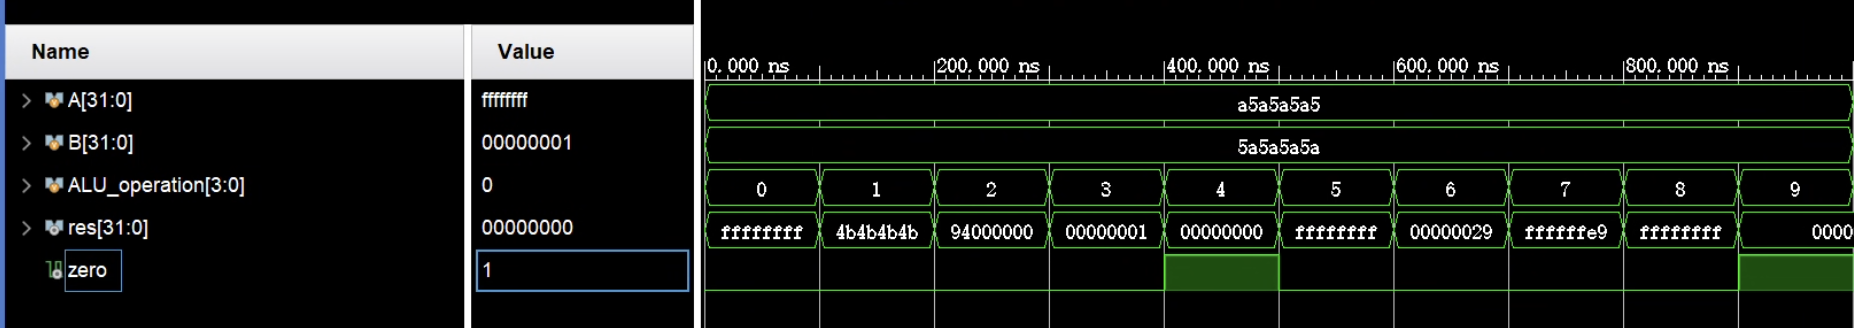 Name Value
0.000 ns 200.000 ns 400.000 ns 600.000 ns 800.000 ns
A[31:0] ffffffff a5a5a5a5
B[31:0] 00000001 5a5a5a5a
ALU_operation[3:0] 0 0 1 2 3 4 5 6 7 8 9
res[31:0] 00000000 ffffffff 4b4b4b4b 94000000 00000001 00000000 ffffffff 00000029 ffffffe9 ffffffff 0000
zero 1